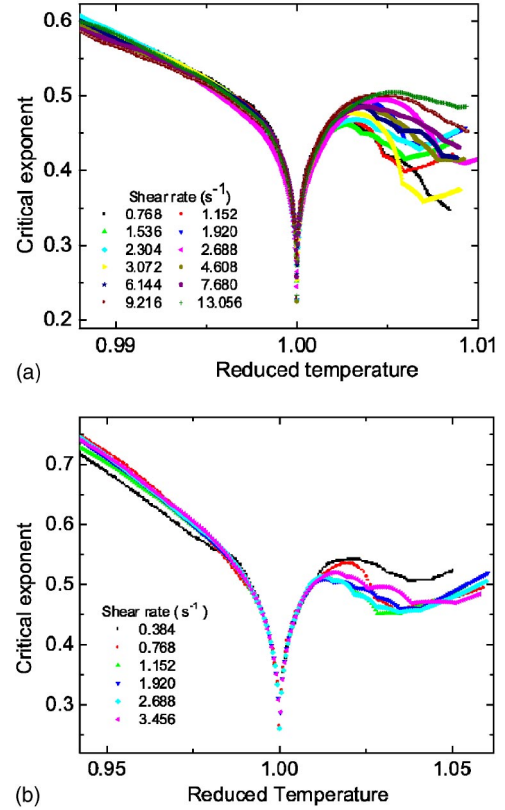 0.6
0.5
0.4
0.3
0.2
Critical exponent
Shear rate (s-1)
0.768 1.152
1.536 1.920
2.304 2.688
3.072 4.608
6.144 7.680
9.216 13.056
0.99 1.00 1.01
(a) Reduced temperature
0.7
0.6
0.5
0.4
0.3
Critical exponent
Shear rate ( s-1)
0.384
0.768
1.152
1.920
2.688
3.456
0.95 1.00 1.05
(b) Reduced Temperature